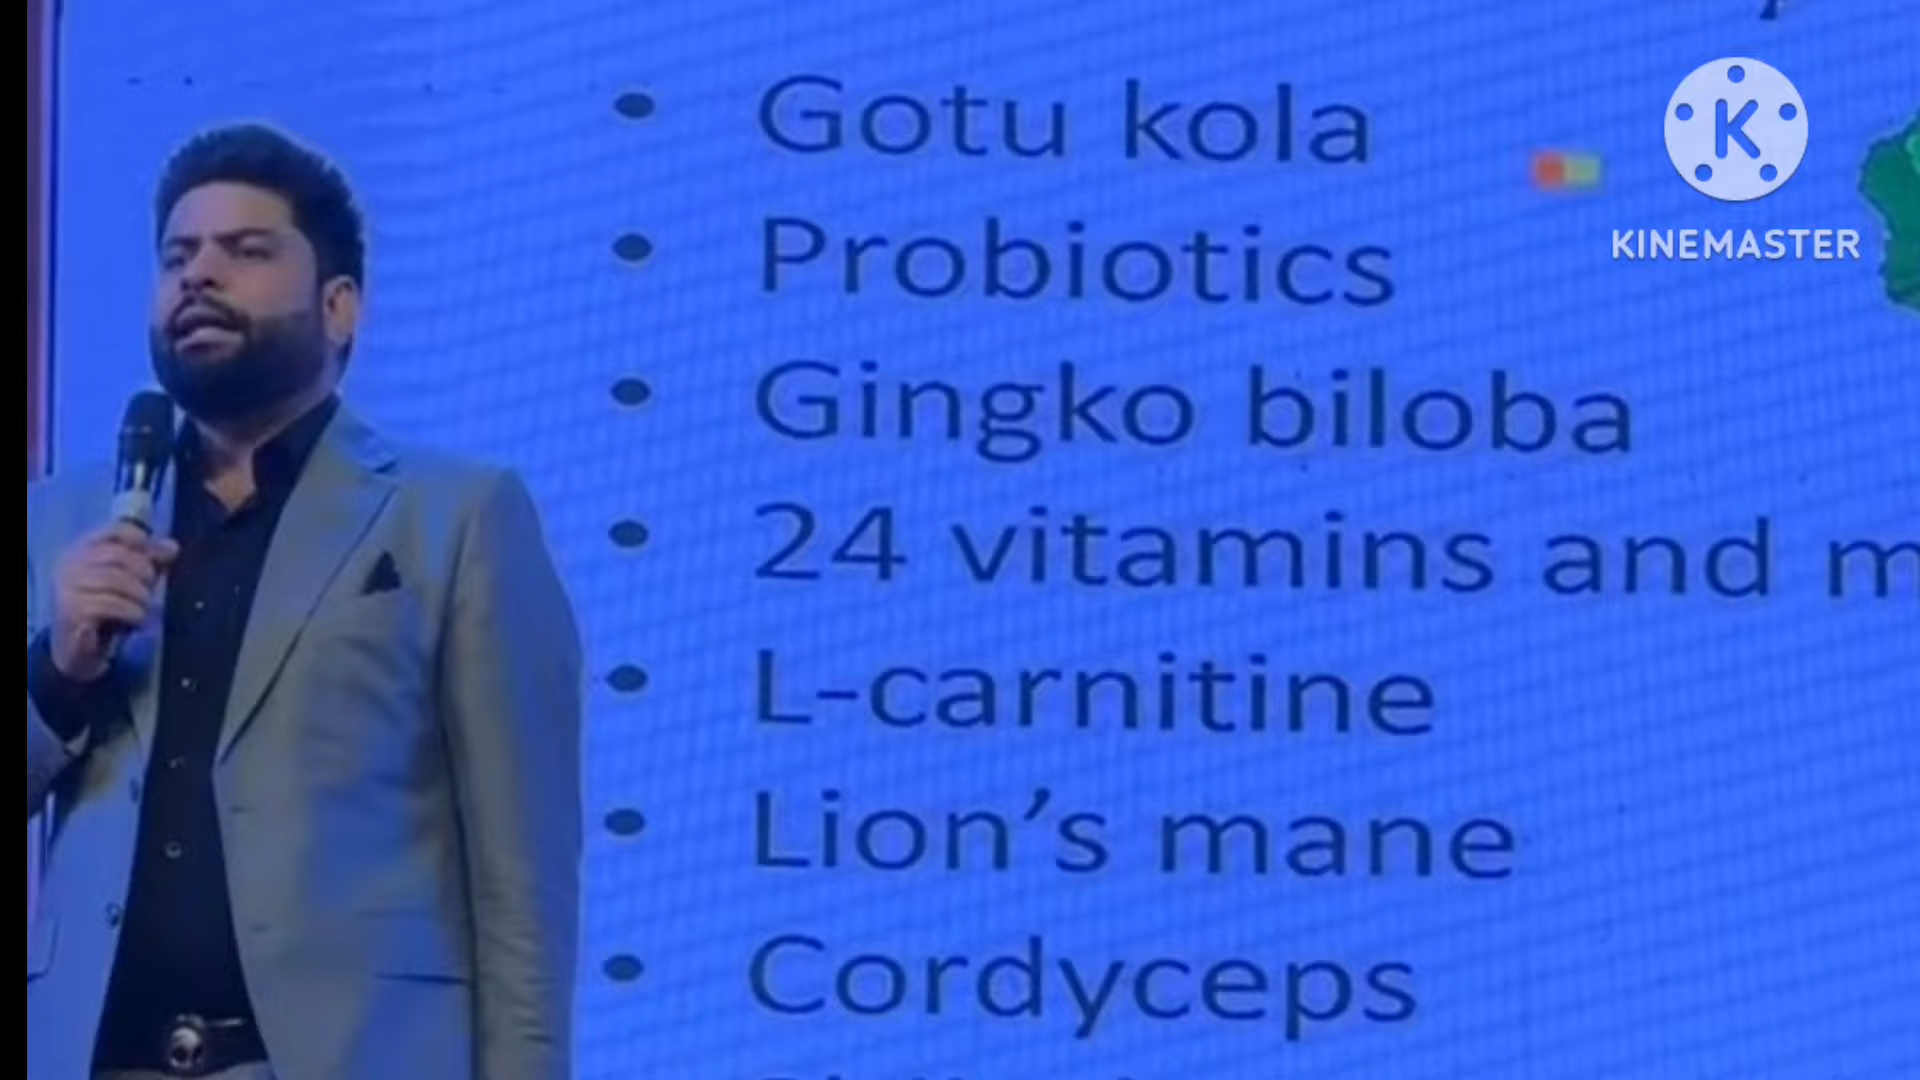 Gotu kola
Probiotics
Gingko biloba
24 vitamins and m
L-carnitine
Lion's mane
Cordyceps
K
KINEMASTER